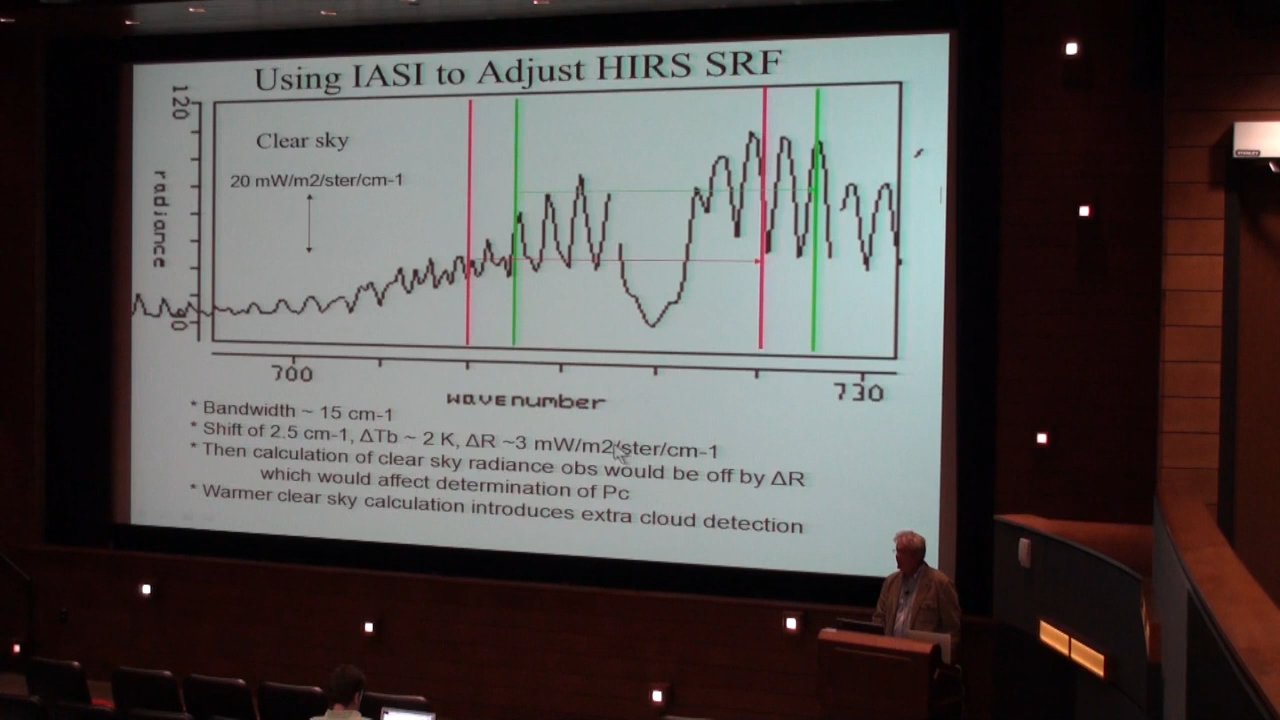 Using IASI to Adjust HIRS SRF
120
Clear sky
20 mW/m2/ster/cm-1
radiance
700
730
wavenumber
* Bandwidth ~ 15 cm-1
* Shift of 2.5 cm-1, ΔTb ~ 2 K, ΔR ~3 mW/m2/ster/cm-1
* Then calculation of clear sky radiance obs would be off by ΔR
which would affect determination of Pc
* Warmer clear sky calculation introduces extra cloud detection